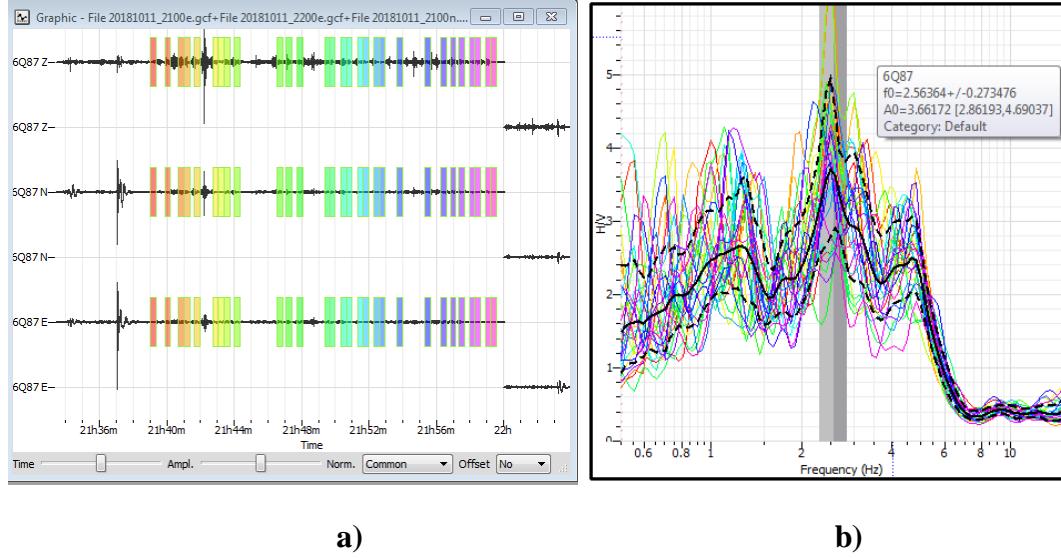 Graphic - File 20181011_2100e.gcf+File 20181011_2200e.gcf+File 20181011_2100n....
6Q87 Z
6Q87 Z
6Q87 N
6Q87 N
6Q87 E
6Q87 E
21h36m 21h40m 21h44m 21h48m 21h52m 21h56m 22h
Time
Time Ampl. Norm. Common Offset No
a)
6Q87
f0=2.56364+/-0.273476
A0=3.66172 [2.86193,4.69037]
Category: Default
5
4
3
2
1
0
H/V
0.6 0.8 1 2 4 6 8 10
Frequency (Hz)
b)